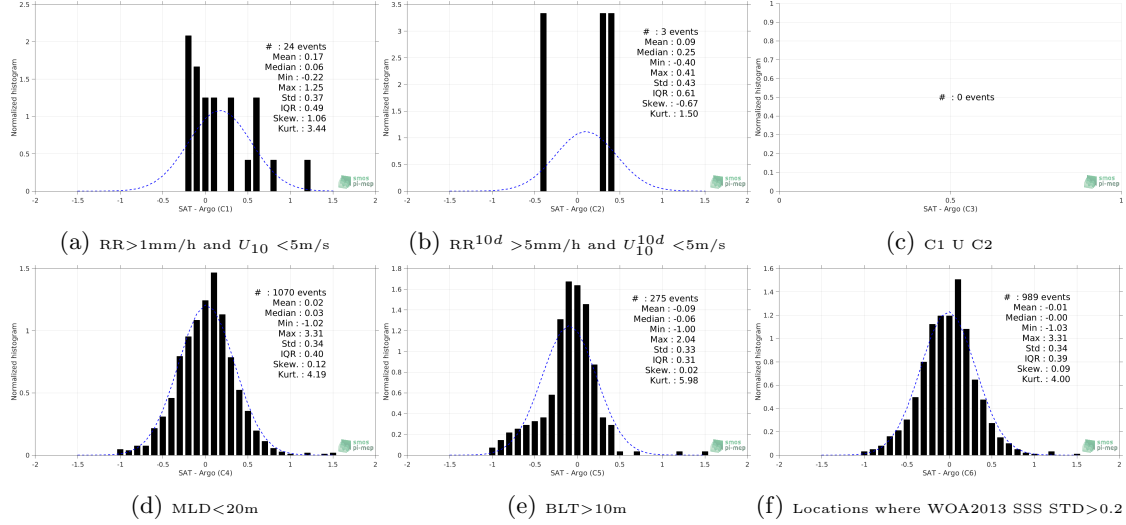 2.5
2
1.5
1
0.5
0
-2 -1.5 -1 -0.5 0 0.5 1 1.5 2
Normalized histogram
SAT - Argo (C1)
# : 24 events
Mean : 0.17
Median : 0.06
Min : -0.22
Max : 1.25
Std : 0.37
IQR : 0.49
Skew. : 1.06
Kurt. : 3.44
smos
pi-mep
(a) RR>1mm/h and U10 <5m/s
3.5
3
2.5
2
1.5
1
0.5
0
-2 -1.5 -1 -0.5 0 0.5 1 1.5 2
Normalized histogram
SAT - Argo (C2)
# : 3 events
Mean : 0.09
Median : 0.25
Min : -0.40
Max : 0.41
Std : 0.43
IQR : 0.61
Skew. : -0.67
Kurt. : 1.50
smos
pi-mep
(b) RR10d >5mm/h and U10d10 <5m/s
1
0.9
0.8
0.7
0.6
0.5
0.4
0.3
0.2
0.1
0
0 0.5 1
Normalized histogram
SAT - Argo (C3)
# : 0 events
smos
pi-mep
(c) C1 U C2
1.5
1
0.5
0
-2 -1.5 -1 -0.5 0 0.5 1 1.5 2
Normalized histogram
SAT - Argo (C4)
# : 1070 events
Mean : 0.02
Median : 0.03
Min : -1.02
Max : 3.31
Std : 0.34
IQR : 0.40
Skew. : 0.12
Kurt. : 4.19
smos
pi-mep
(d) MLD<20m
1.8
1.6
1.4
1.2
1
0.8
0.6
0.4
0.2
0
-2 -1.5 -1 -0.5 0 0.5 1 1.5 2
Normalized histogram
SAT - Argo (C5)
# : 275 events
Mean : -0.09
Median : -0.06
Min : -1.00
Max : 2.04
Std : 0.33
IQR : 0.31
Skew. : 0.02
Kurt. : 5.98
smos
pi-mep
(e) BLT>10m
1.6
1.4
1.2
1
0.8
0.6
0.4
0.2
0
-2 -1.5 -1 -0.5 0 0.5 1 1.5 2
Normalized histogram
SAT - Argo (C6)
# : 989 events
Mean : -0.01
Median : -0.00
Min : -1.03
Max : 3.31
Std : 0.34
IQR : 0.39
Skew. : 0.09
Kurt. : 4.00
smos
pi-mep
(f) Locations where WOA2013 SSS STD>0.2